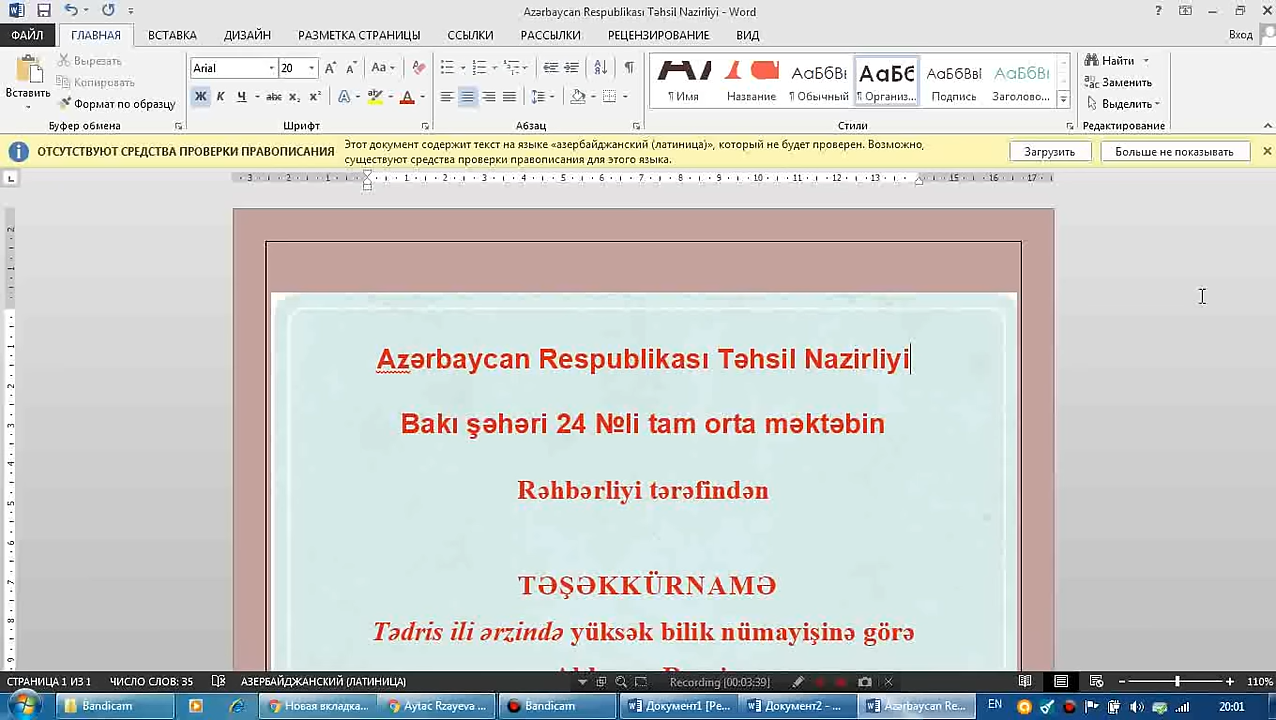 Azərbaycan Respublikası Təhsil Nazirliyi - Word
ФАЙЛ ГЛАВНАЯ ВСТАВКА ДИЗАЙН РАЗМЕТКА СТРАНИЦЫ ССЫЛКИ РАССЫЛКИ РЕЦЕНЗИРОВАНИЕ ВИД Вход
Вставить
Вырезать
Копировать
Формат по образцу
Буфер обмена
Arial 20
Шрифт
Абзац
¶ Имя Название ¶ Обычный ¶ Организ... Подпись Заголово...
Стили
Найти
Заменить
Выделить
Редактирование
ОТСУТСТВУЮТ СРЕДСТВА ПРОВЕРКИ ПРАВОПИСАНИЯ Этот документ содержит текст на языке «азербайджанский (латиница)», который не будет проверен. Возможно,
существуют средства проверки правописания для этого языка.
Загрузить Больше не показывать
Azərbaycan Respublikası Təhsil Nazirliyi
Bakı şəhəri 24 №li tam orta məktəbin
Rəhbərliyi tərəfindən
TƏŞƏKKÜRNAMƏ
Tədris ili ərzində yüksək bilik nümayişinə görə
СТРАНИЦА 1 ИЗ 1 ЧИСЛО СЛОВ: 35 АЗЕРБАЙДЖАНСКИЙ (ЛАТИНИЦА) Recording [00:03:39] 110%
Bandicam Новая вкладка... Aytac Rzayeva ... Bandicam Документ1 [Ре... Документ2 - ... Azərbaycan Re... EN 20:01